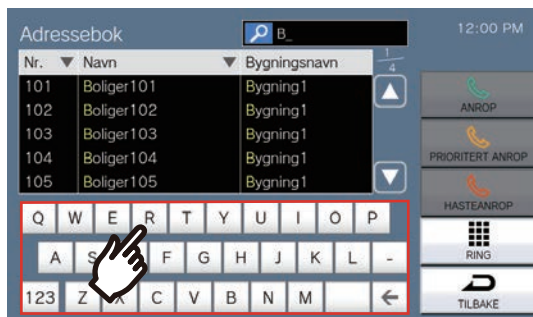 Adressebok
B_
12:00 PM
Nr. Navn Bygningsnavn
1
4
101 Boliger101 Bygning1
102 Boliger102 Bygning1
103 Boliger103 Bygning1
104 Boliger104 Bygning1
105 Boliger105 Bygning1
ANROP
PRIORITERT ANROP
HASTEANROP
RING
TILBAKE
Q W E R T Y U I O P
A S F G H J K L -
123 Z X C V B N M